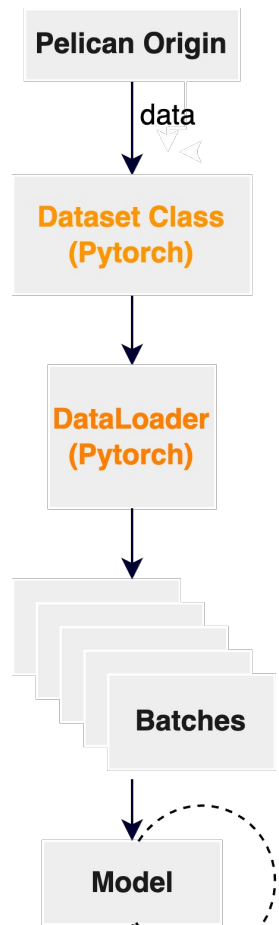 Pelican Origin
data
Dataset Class
(Pytorch)
DataLoader
(Pytorch)
Batches
Model